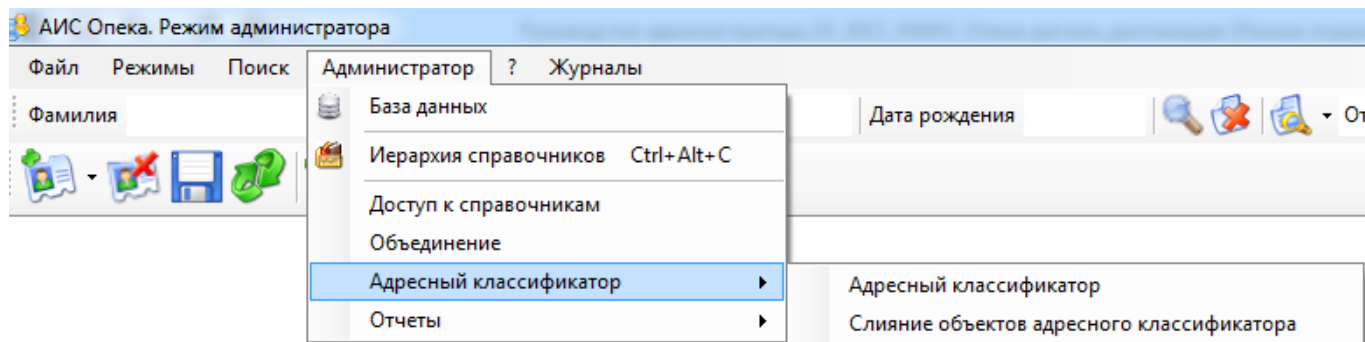 АИС Опека. Режим администратора
Файл Режимы Поиск Администратор ? Журналы
Фамилия Дата рождения От
База данных
Иерархия справочников Ctrl+Alt+C
Доступ к справочникам
Объединение
Адресный классификатор
Отчеты
Адресный классификатор
Слияние объектов адресного классификатора